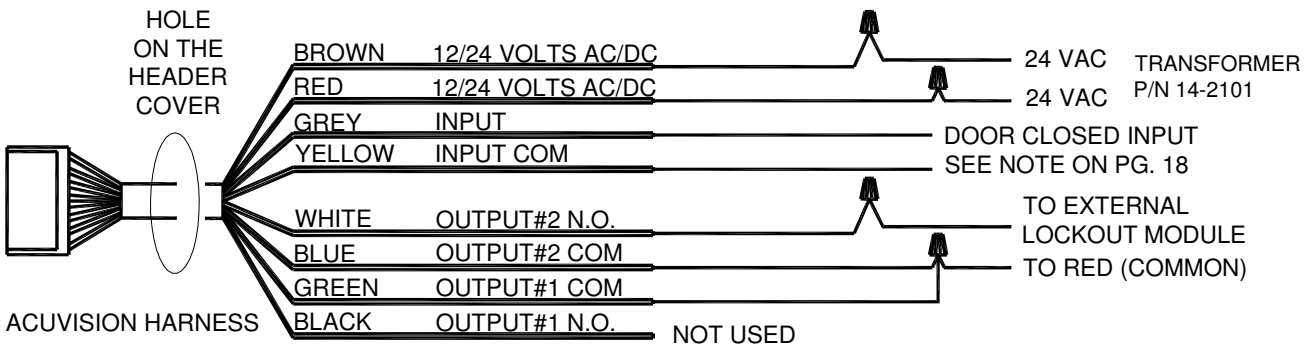 HOLE
ON THE
HEADER
COVER
BROWN 12/24 VOLTS AC/DC
24 VAC
TRANSFORMER
P/N 14-2101
RED 12/24 VOLTS AC/DC
24 VAC
GREY INPUT
DOOR CLOSED INPUT
YELLOW INPUT COM
SEE NOTE ON PG. 18
WHITE OUTPUT#2 N.O.
TO EXTERNAL
LOCKOUT MODULE
BLUE OUTPUT#2 COM
TO RED (COMMON)
GREEN OUTPUT#1 COM
BLACK OUTPUT#1 N.O.
NOT USED
ACUVISION HARNESS